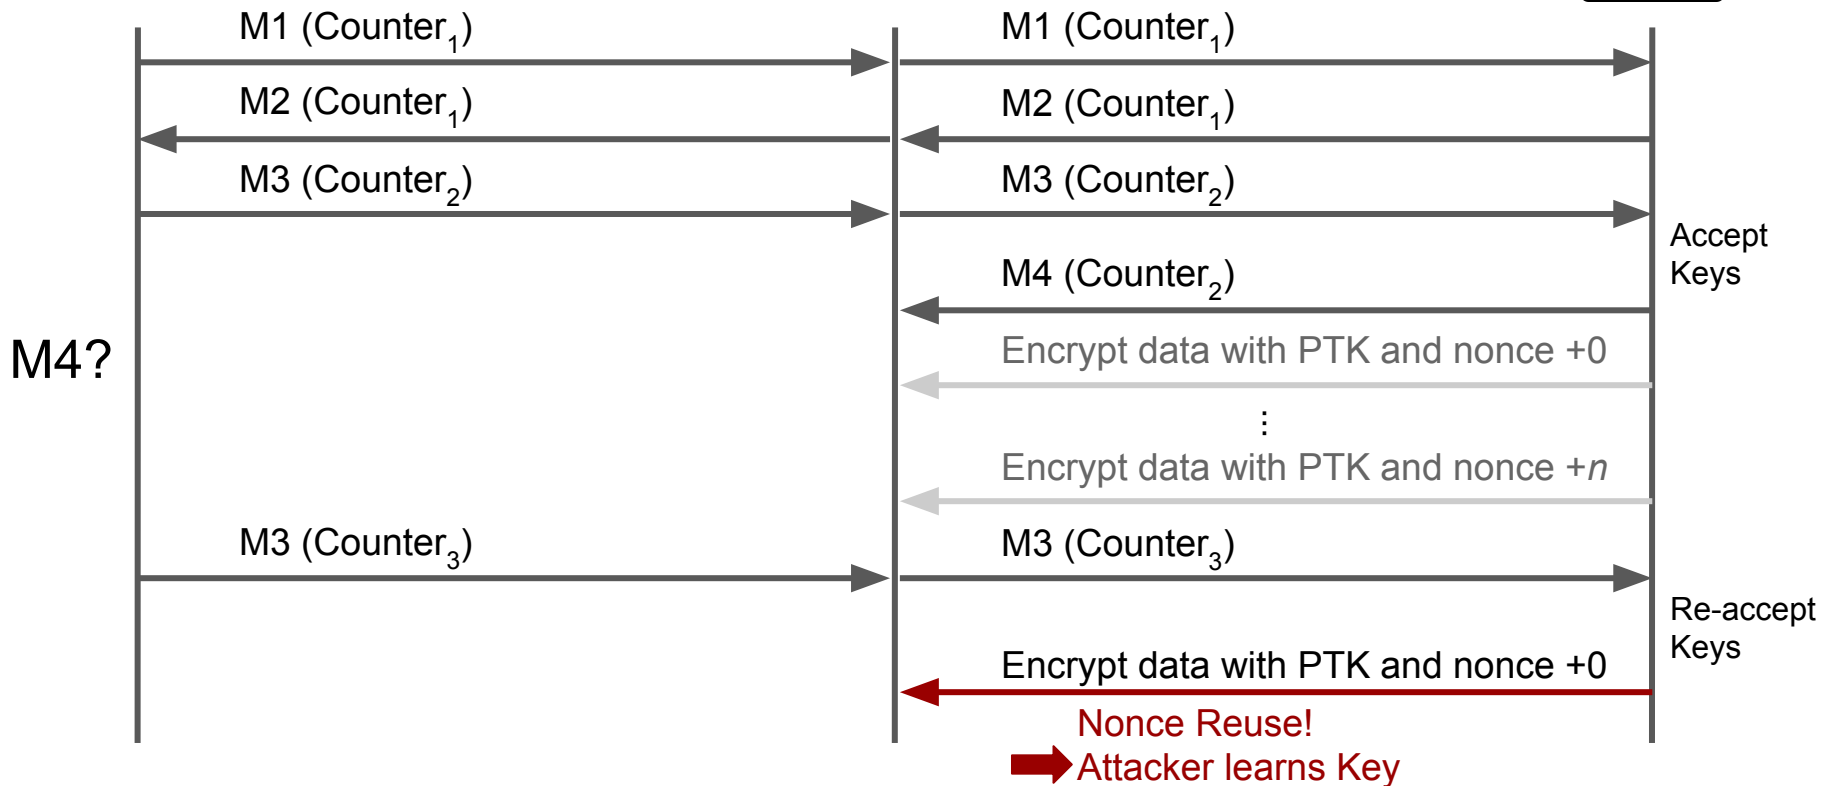 M1 (Counter₁)
M1 (Counter₁)
M2 (Counter₁)
M2 (Counter₁)
M3 (Counter₂)
M3 (Counter₂)
Accept
Keys
M4 (Counter₂)
M4?
Encrypt data with PTK and nonce +0
⋮
Encrypt data with PTK and nonce +n
M3 (Counter₃)
M3 (Counter₃)
Re-accept
Keys
Encrypt data with PTK and nonce +0
Nonce Reuse!
Attacker learns Key